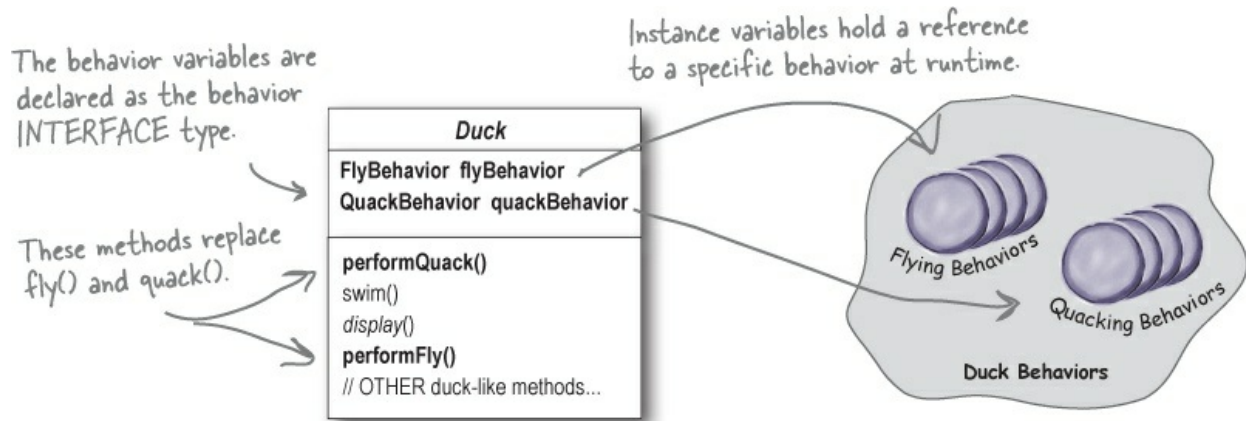 The behavior variables are
declared as the behavior
INTERFACE type.
Instance variables hold a reference
to a specific behavior at runtime.
Duck
FlyBehavior flyBehavior
QuackBehavior quackBehavior
These methods replace
fly() and quack().
performQuack()
swim()
display()
performFly()
// OTHER duck-like methods...
Flying Behaviors
Quacking Behaviors
Duck Behaviors